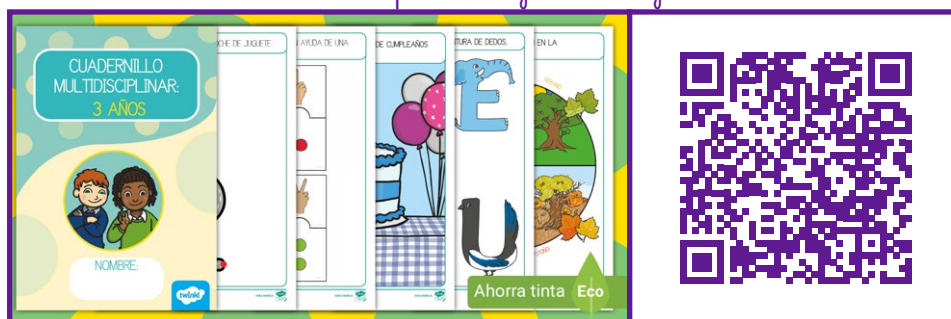 CUADERNILLO
MULTIDISCIPLINAR:
3 AÑOS
NOMBRE:
twinkl
OCHE DE JUGUETE.
AYUDA DE UNA
DE CUMPLEAÑOS
TURA DE DEDOS.
EN LA
E
U
Ahorra tinta Eco